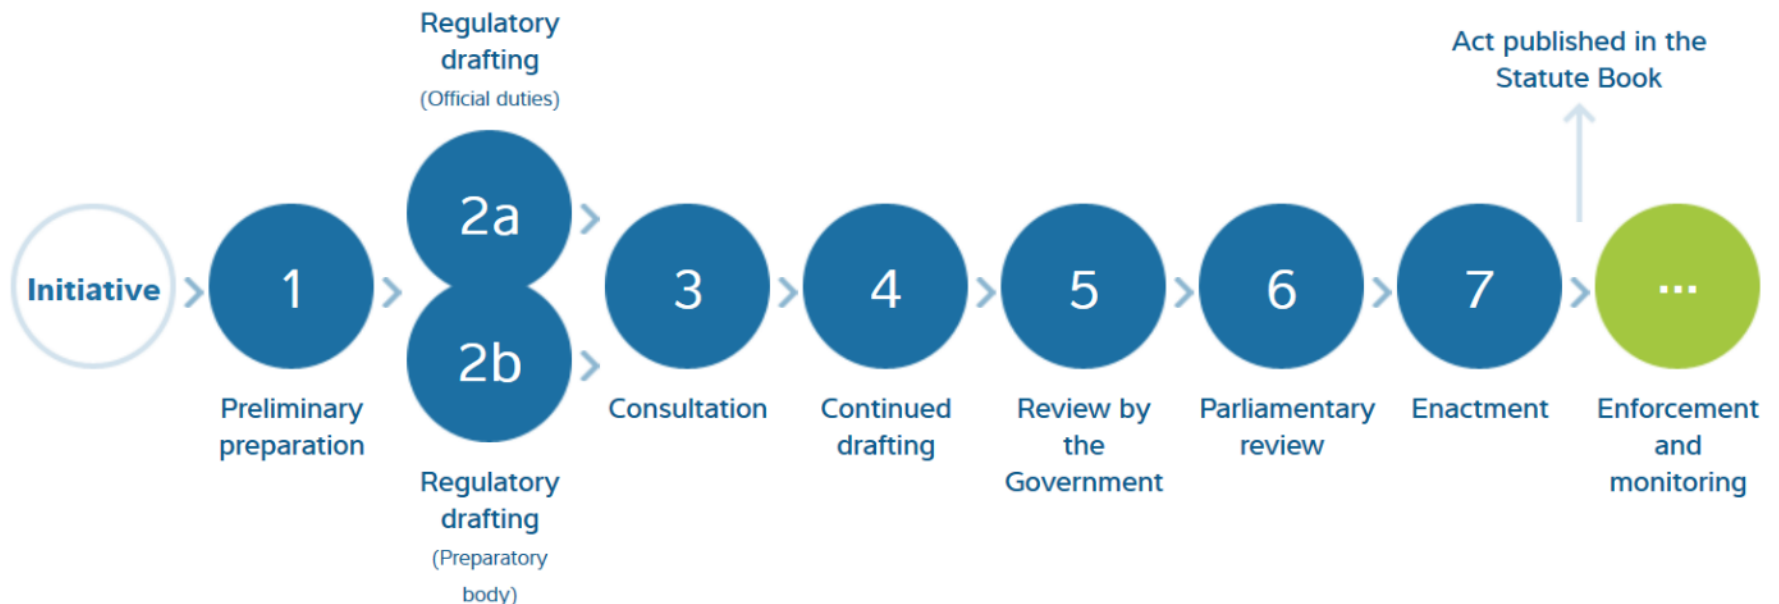 Regulatory
drafting
(Official duties)
Act published in the
Statute Book
Initiative
1
2a
2b
3
4
5
6
7
...
Preliminary
preparation
Regulatory
drafting
(Preparatory
body)
Consultation
Continued
drafting
Review by
the
Government
Parliamentary
review
Enactment
Enforcement
and
monitoring